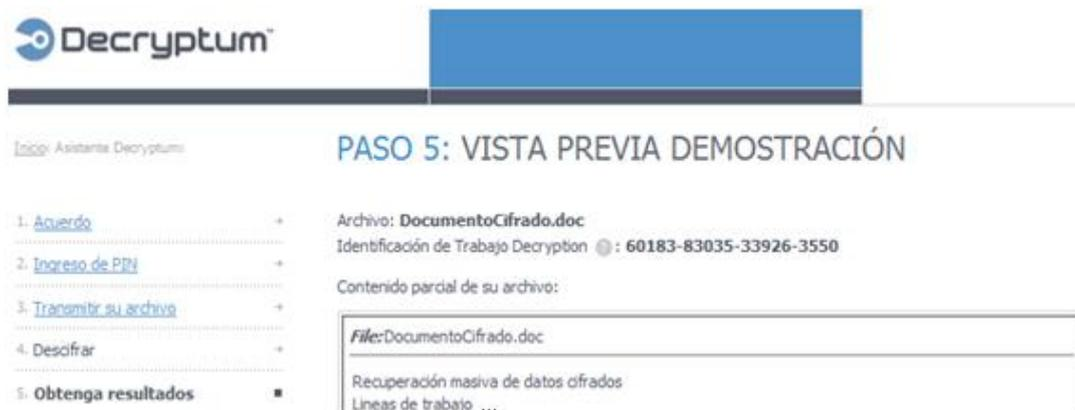 Decryptum™
Inicio: Asistente Decryptum:
PASO 5: VISTA PREVIA DEMOSTRACIÓN
1. Acuerdo
2. Ingreso de PIN
3. Transmitir su archivo
4. Descifrar
5. Obtenga resultados
Archivo: DocumentoCifrado.doc
Identificación de Trabajo Decryption : 60183-83035-33926-3550
Contenido parcial de su archivo:
File:DocumentoCifrado.doc
Recuperación masiva de datos cifrados
Lineas de trabajo ...